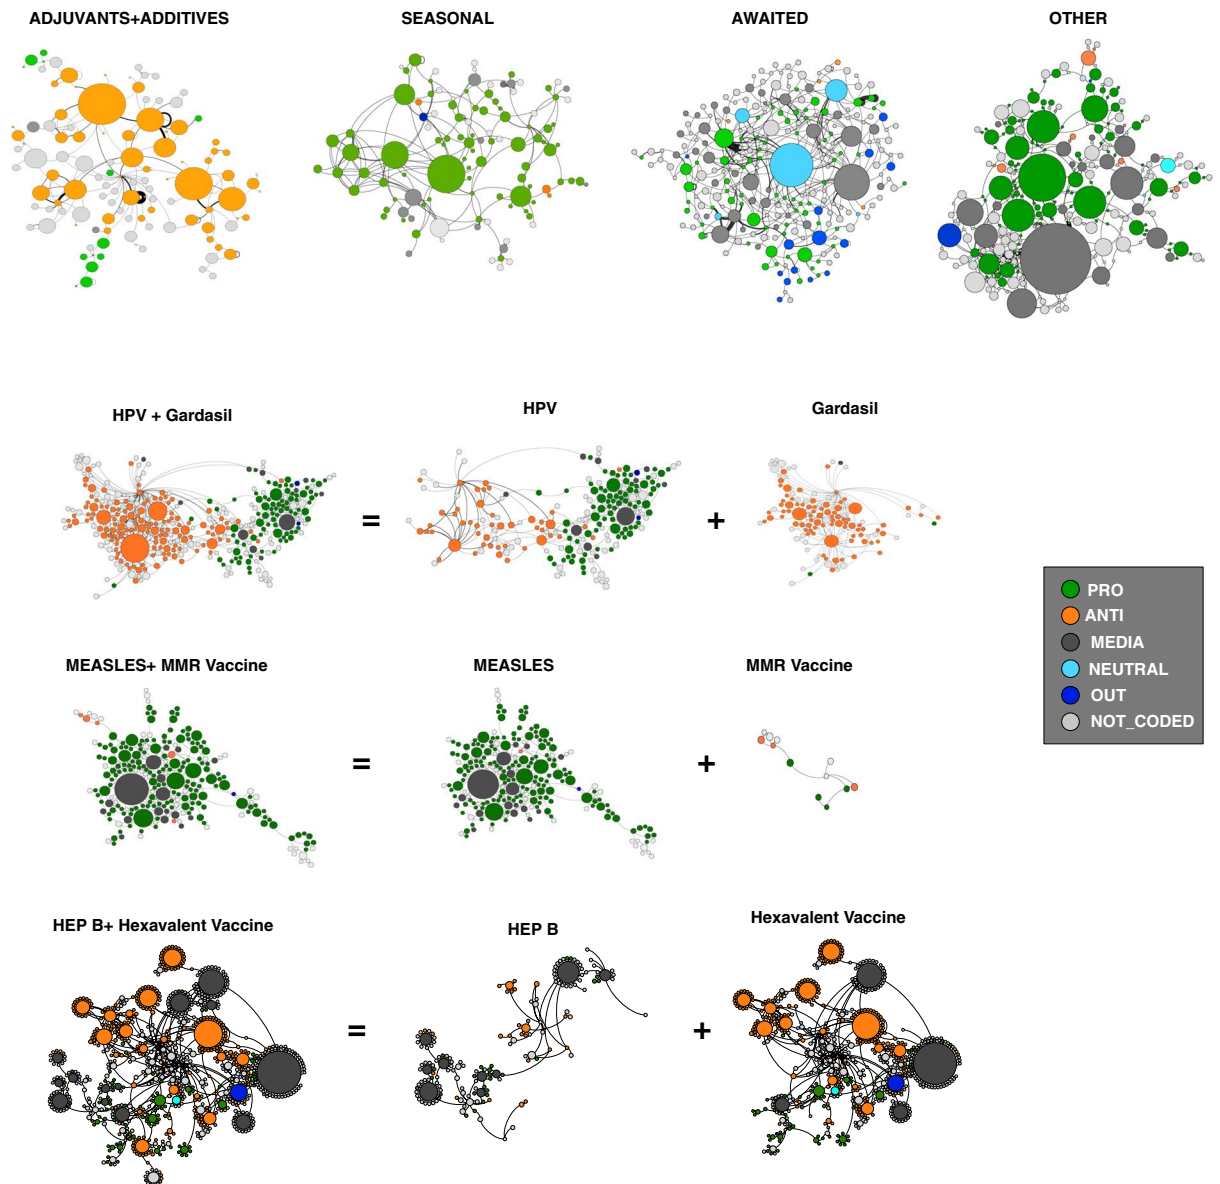 ADJUVANTS+ADDITIVES
SEASONAL
AWAITED
OTHER
HPV + Gardasil
HPV
Gardasil
=
+
PRO
ANTI
MEDIA
NEUTRAL
OUT
NOT_CODED
MEASLES+ MMR Vaccine
MEASLES
MMR Vaccine
=
+
HEP B+ Hexavalent Vaccine
HEP B
Hexavalent Vaccine
=
+